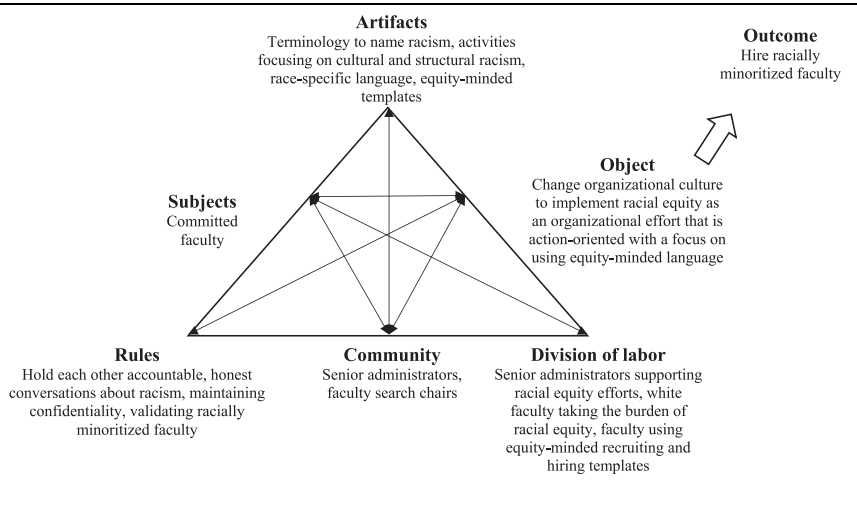 Artifacts
Terminology to name racism, activities
focusing on cultural and structural racism,
race-specific language, equity-minded
templates
Outcome
Hire racially
minoritized faculty
Object
Change organizational culture
to implement racial equity as
an organizational effort that is
action-oriented with a focus on
using equity-minded language
Subjects
Committed
faculty
Rules
Hold each other accountable, honest
conversations about racism, maintaining
confidentiality, validating racially
minoritized faculty
Community
Senior administrators,
faculty search chairs
Division of labor
Senior administrators supporting
racial equity efforts, white
faculty taking the burden of
racial equity, faculty using
equity-minded recruiting and
hiring templates